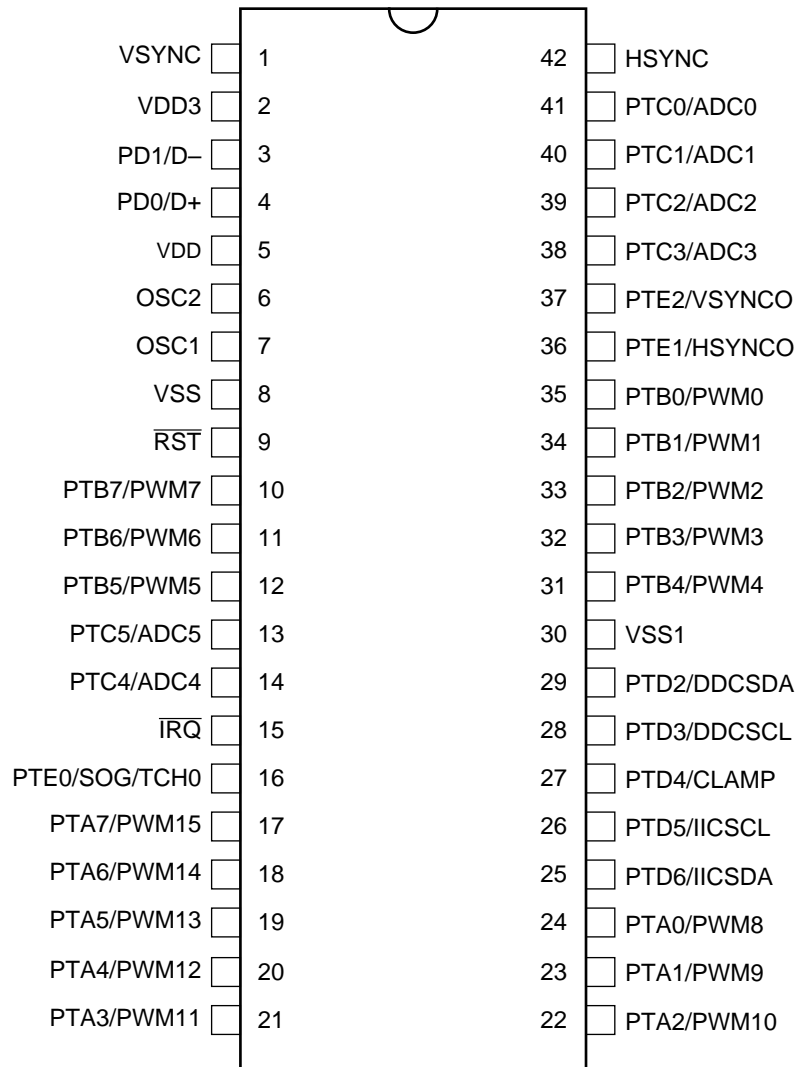 VSYNC 1 42 HSYNC
VDD3 2 41 PTC0/ADC0
PD1/D– 3 40 PTC1/ADC1
PD0/D+ 4 39 PTC2/ADC2
VDD 5 38 PTC3/ADC3
OSC2 6 37 PTE2/VSYNCO
OSC1 7 36 PTE1/HSYNCO
VSS 8 35 PTB0/PWM0
RST 9 34 PTB1/PWM1
PTB7/PWM7 10 33 PTB2/PWM2
PTB6/PWM6 11 32 PTB3/PWM3
PTB5/PWM5 12 31 PTB4/PWM4
PTC5/ADC5 13 30 VSS1
PTC4/ADC4 14 29 PTD2/DDCSDA
IRQ 15 28 PTD3/DDCSCL
PTE0/SOG/TCH0 16 27 PTD4/CLAMP
PTA7/PWM15 17 26 PTD5/IICSCL
PTA6/PWM14 18 25 PTD6/IICSDA
PTA5/PWM13 19 24 PTA0/PWM8
PTA4/PWM12 20 23 PTA1/PWM9
PTA3/PWM11 21 22 PTA2/PWM10